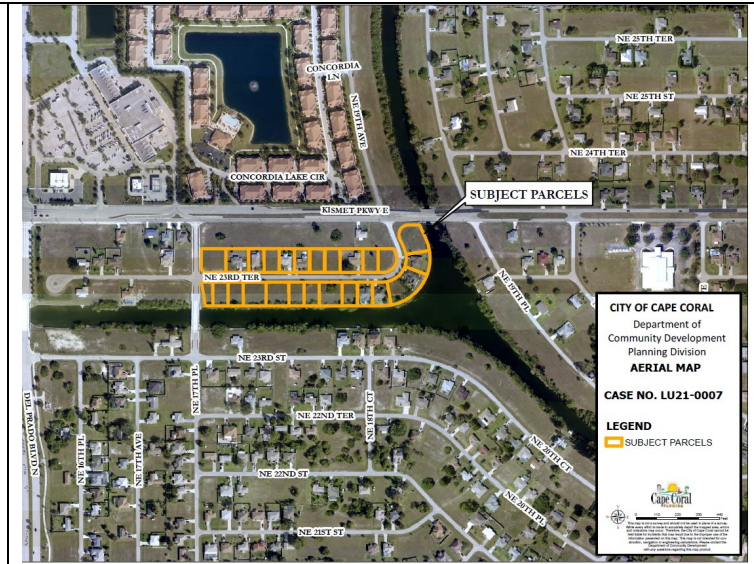 NE 25TH TER
CONCORDIA
LN
NE 25TH ST
NE 19TH AVE
NE 24TH TER
CONCORDIA LAKE CIR
SUBJECT PARCELS
KISMET PKWY E
NE 23RD TER
NE 19TH PL
NE 23RD ST
NE 17TH PL
DEL PRADO BLVD N
NE 16TH PL
NE 17TH AVE
NE 22ND TER
NE 18TH CT
NE 20TH CT
NE 22ND ST
NE 20TH PL
NE 21ST ST
CITY OF CAPE CORAL
Department of
Community Development
Planning Division
AERIAL MAP
CASE NO. LU21-0007
LEGEND
SUBJECT PARCELS
Cape Coral